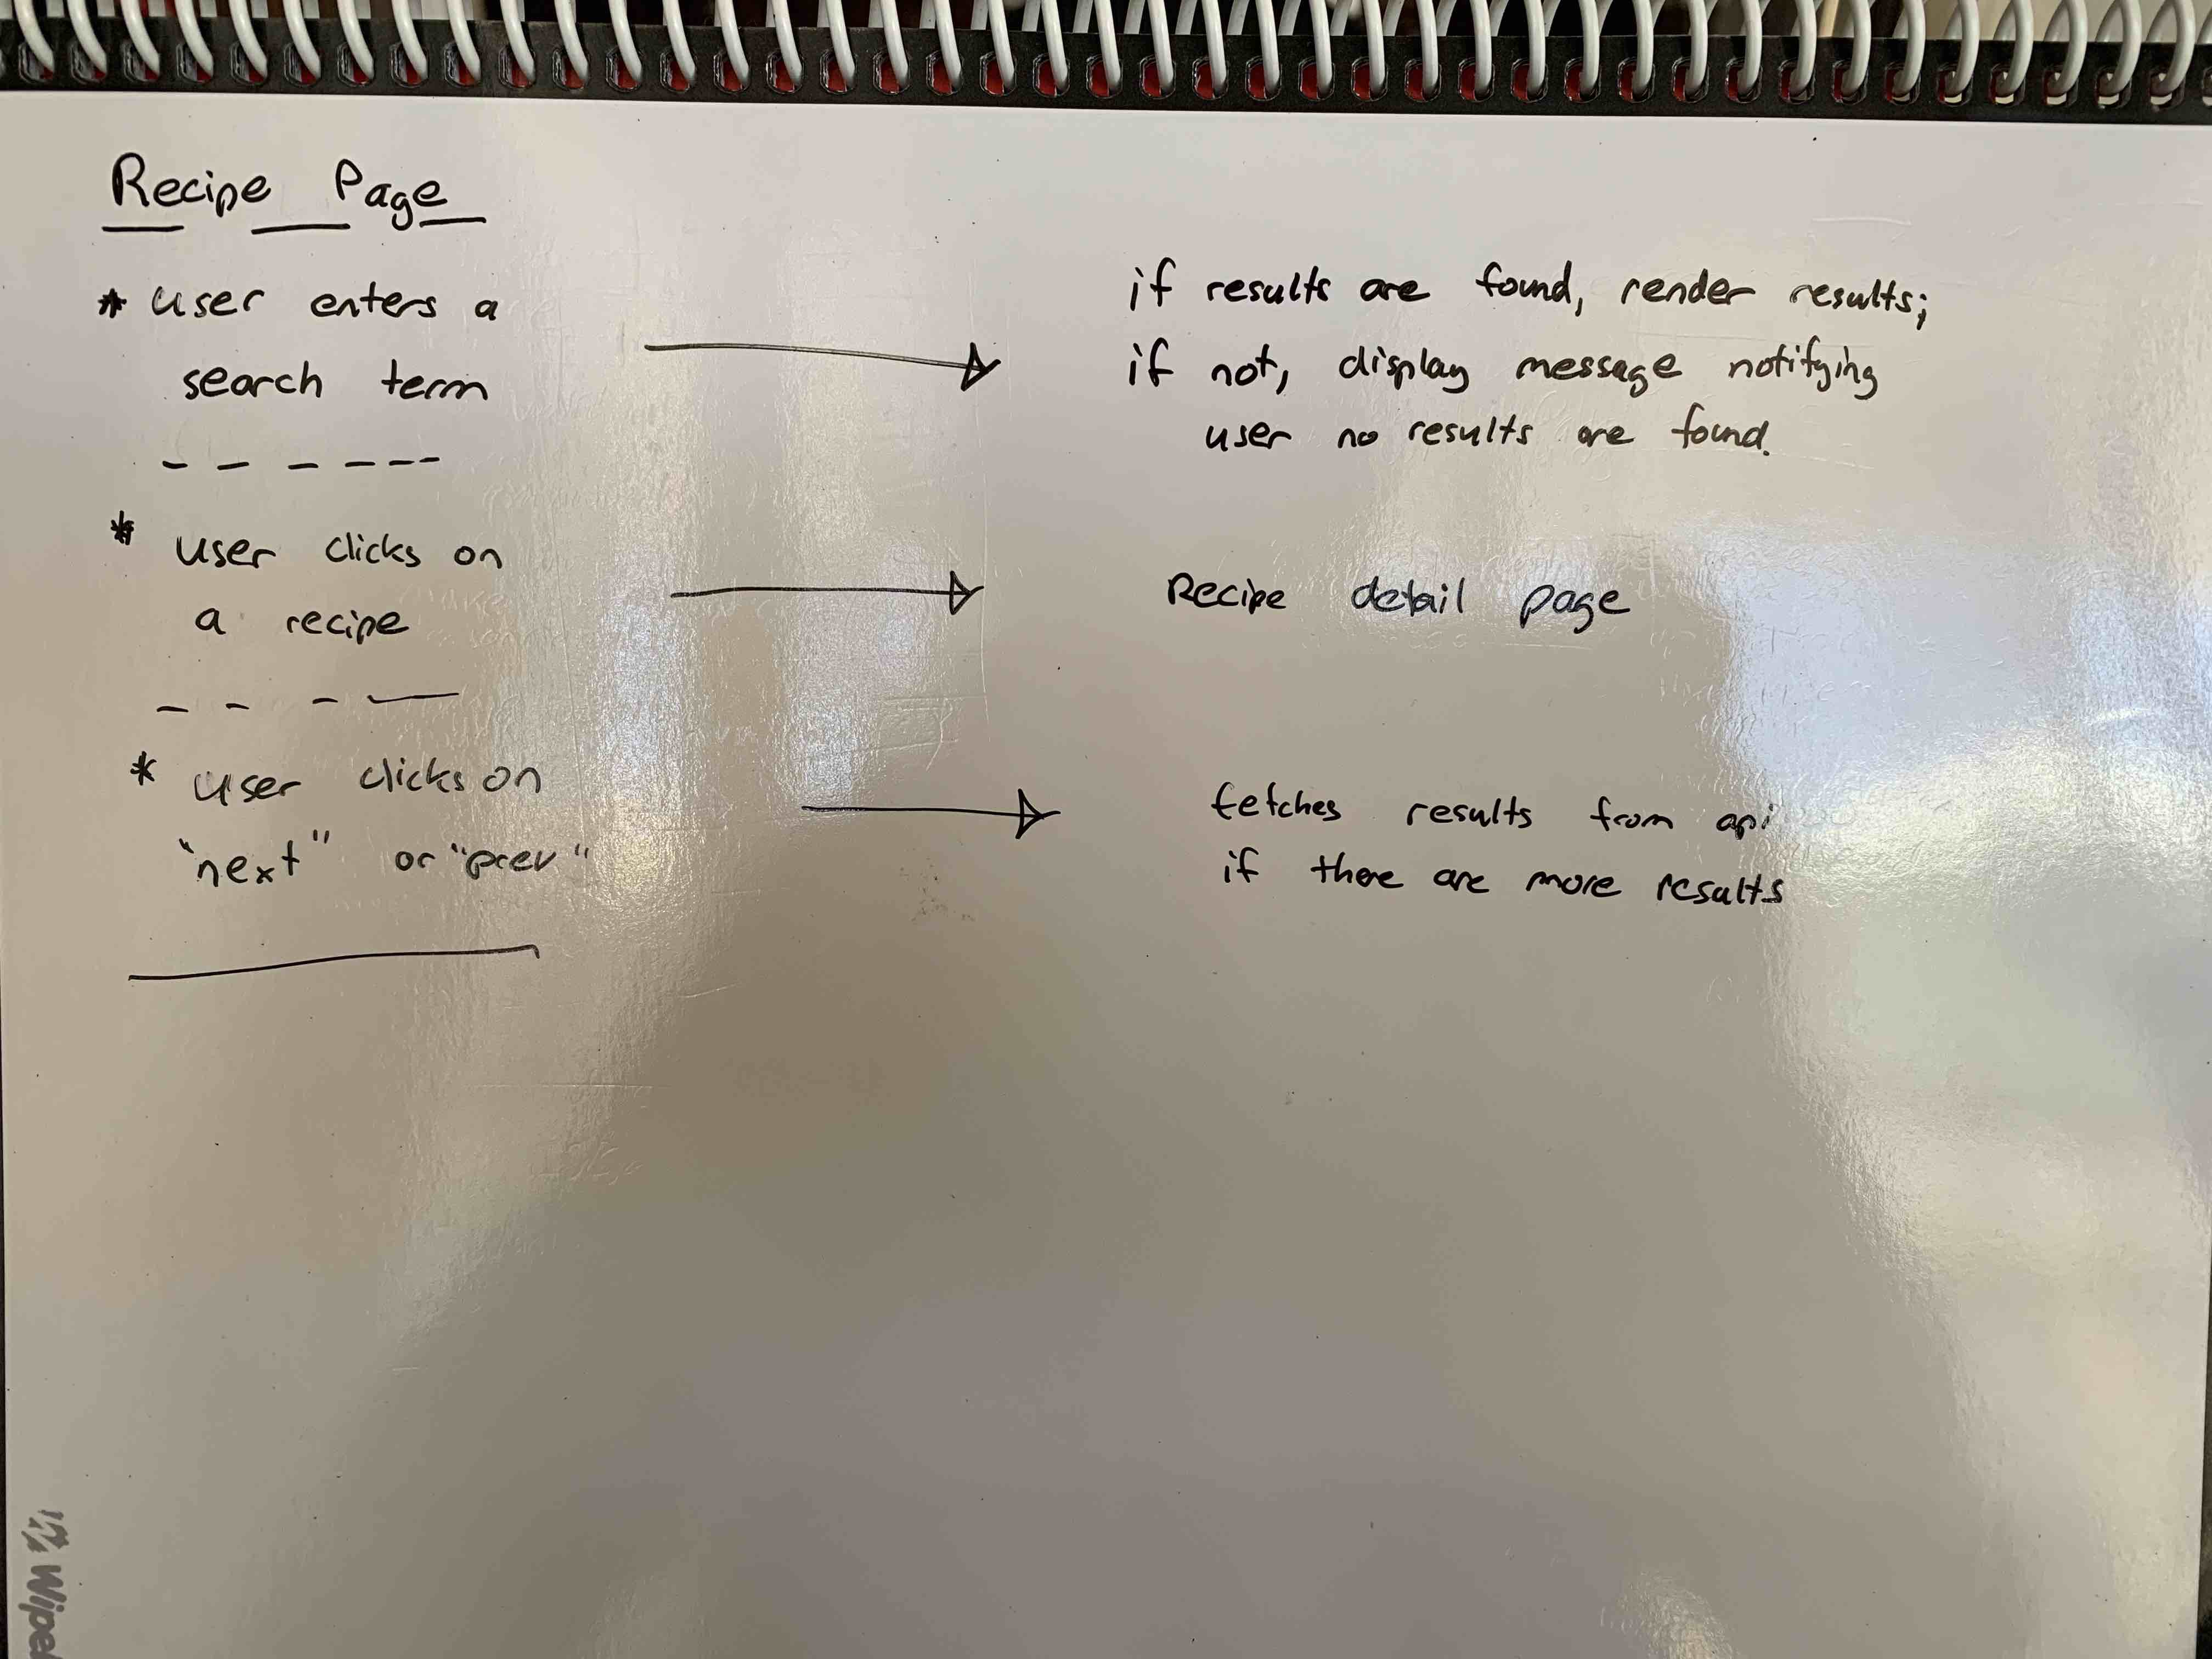 Recipe Page
* user enters a
search term
if results are found, render results;
if not, display message notifying
user no results are found.
* user clicks on
a recipe
Recipe detail page
* user clicks on
"next" or "prev"
fetches results from api
if there are more results